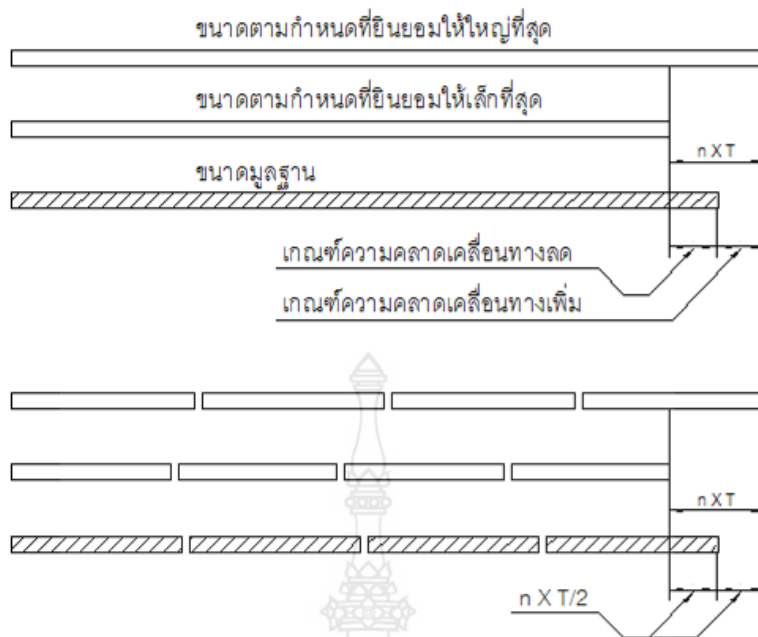 ขนาดตามกำหนดที่ยินยอมให้ใหญ่ที่สุด
ขนาดตามกำหนดที่ยินยอมให้เล็กที่สุด
n X T
ขนาดมูลฐาน
เกณฑ์ความคลาดเคลื่อนทางลด
เกณฑ์ความคลาดเคลื่อนทางเพิ่ม
n X T
n X T/2